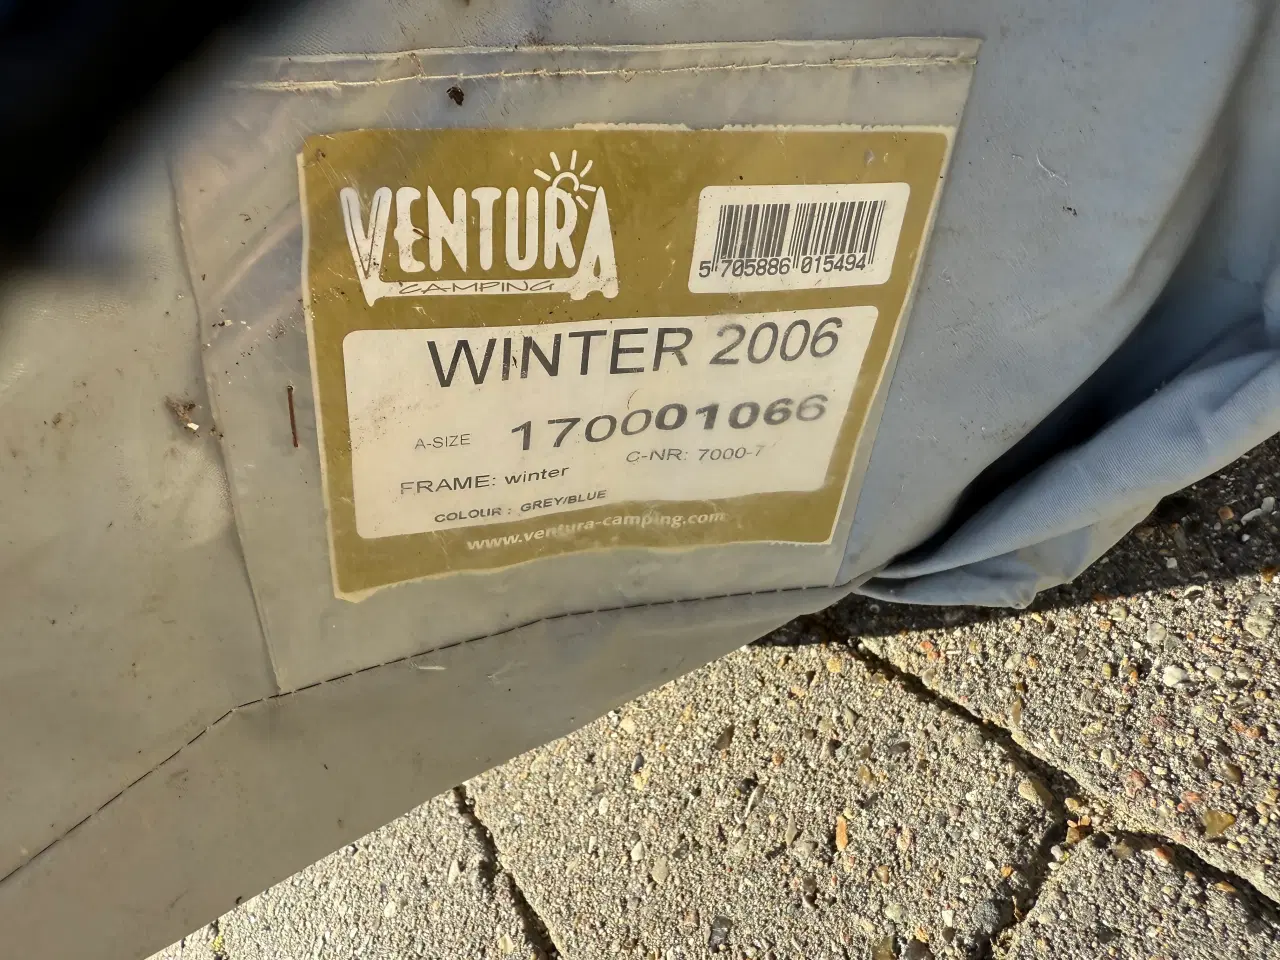 VENTURA
CAMPING
5 705886 015494
WINTER 2006
A-SIZE 170001066
C-NR: 7000-7
FRAME: winter
COLOUR : GREY/BLUE
www.ventura-camping.com